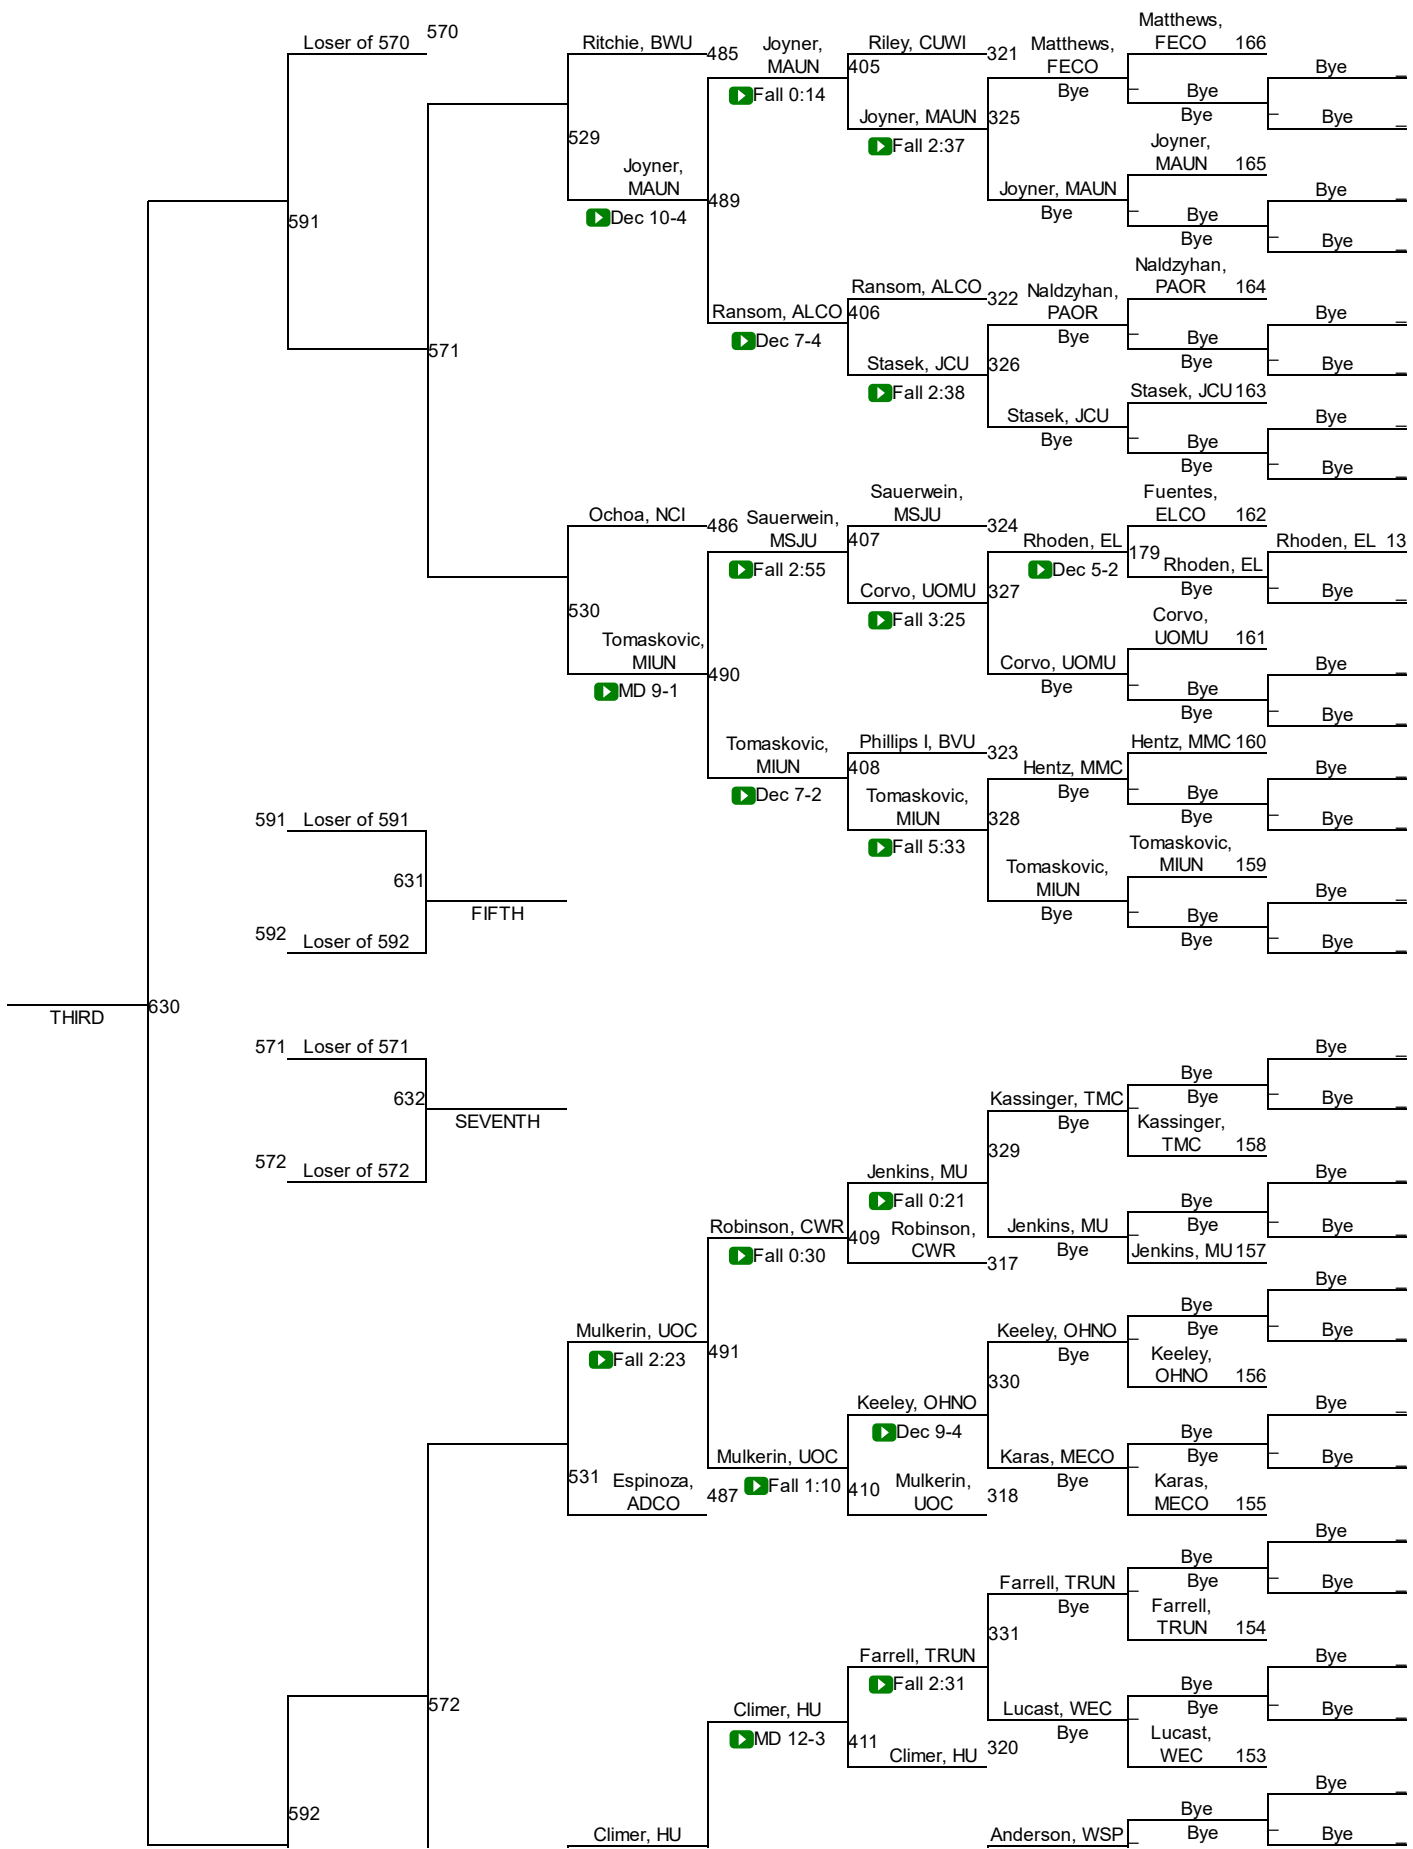 570
Loser of 570
Ritchie, BWU
485
Joyner,
MAUN
Fall 0:14
Riley, CUWI
405
321
Matthews,
FECO
Bye
Matthews,
FECO 166
Bye
Bye
Bye
_
Bye
_
_
_
Joyner, MAUN
Fall 2:37
325
529
Joyner,
MAUN
Dec 10-4
489
Joyner, MAUN
Bye
Joyner,
MAUN 165
Bye
Bye
Bye
_
Bye
_
_
_
591
Ransom, ALCO
Dec 7-4
Ransom, ALCO
406
322
Naldzyhan,
PAOR
Bye
Naldzyhan,
PAOR 164
Bye
Bye
Bye
_
Bye
_
_
_
571
Stasek, JCU
Fall 2:38
326
Stasek, JCU
Bye
Stasek, JCU 163
Bye
Bye
Bye
_
Bye
_
_
_
Ochoa, NCI
486
Sauerwein,
MSJU
Fall 2:55
Sauerwein,
MSJU
407
324
Rhoden, EL
Dec 5-2
Fuentes,
ELCO 162
179
Rhoden, EL
Bye
Rhoden, EL 13
Bye
_
_
530
Tomaskovic,
MIUN
MD 9-1
490
Corvo, UOMU
Fall 3:25
327
Corvo, UOMU
Bye
Corvo,
UOMU 161
Bye
Bye
Bye
_
Bye
_
_
_
Tomaskovic,
MIUN
Dec 7-2
Phillips I, BVU
408
323
Hentz, MMC
Bye
Hentz, MMC 160
Bye
Bye
Bye
_
Bye
_
_
_
Tomaskovic,
MIUN
Fall 5:33
328
Tomaskovic,
MIUN
Bye
Tomaskovic,
MIUN 159
Bye
Bye
Bye
_
Bye
_
_
_
591 Loser of 591
631
FIFTH
592 Loser of 592
THIRD
630
571 Loser of 571
632
SEVENTH
572 Loser of 572
Kassinger, TMC
Bye
Bye
Bye
Kassinger,
TMC 158
Bye
_
Bye
_
_
_
329
Jenkins, MU
Fall 0:21
Jenkins, MU
Bye
Bye
Bye
Jenkins, MU 157
Bye
_
Bye
_
_
_
Robinson, CWR
Fall 0:30
409
Robinson,
CWR
317
Mulkerin, UOC
Fall 2:23
491
Keeley, OHNO
Bye
Bye
Bye
Keeley,
OHNO 156
Bye
_
Bye
_
_
_
330
Keeley, OHNO
Dec 9-4
Karas, MECO
Bye
Bye
Bye
Karas,
MECO 155
Bye
_
Bye
_
_
_
531
Espinoza,
ADCO
487
Mulkerin, UOC
Fall 1:10
410
Mulkerin,
UOC
318
Farrell, TRUN
Bye
Bye
Bye
Farrell,
TRUN 154
Bye
_
Bye
_
_
_
331
Farrell, TRUN
Fall 2:31
Lucast, WEC
Bye
Bye
Bye
Lucast,
WEC 153
Bye
_
Bye
_
_
_
572
Climer, HU
MD 12-3
411
Climer, HU
320
592
Climer, HU
Anderson, WSP
Bye
Bye
Bye
_
Bye
_
_
_